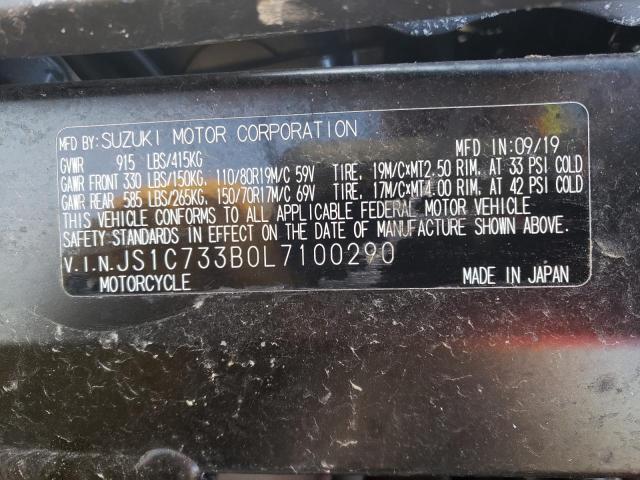 MFD BY: SUZUKI MOTOR CORPORATION MFD IN: 09/19
GVWR 915 LBS/415KG
GAWR FRONT 330 LBS/150KG, 110/80R19M/C 59V TIRE, 19M/C×MT2.50 RIM, AT 33 PSI COLD
GAWR REAR 585 LBS/265KG, 150/70R17M/C 69V TIRE, 17M/C×MT4.00 RIM, AT 42 PSI COLD
THIS VEHICLE CONFORMS TO ALL APPLICABLE FEDERAL MOTOR VEHICLE
SAFETY STANDARDS IN EFFECT ON THE DATE OF MANUFACTURE SHOWN ABOVE.
V.I.N. JS1C733B0L7100290
MOTORCYCLE MADE IN JAPAN